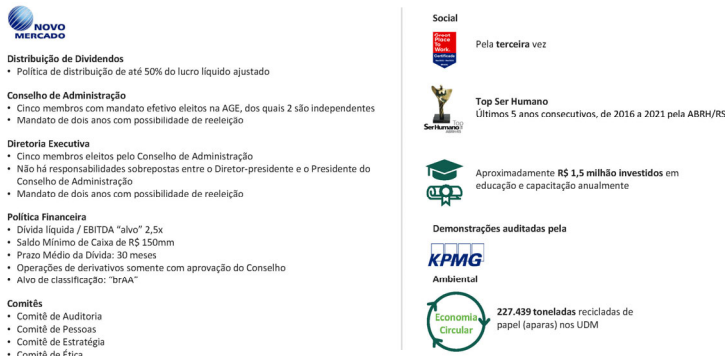 NOVO
MERCADO
Distribuição de Dividendos
• Política de distribuição de até 50% do lucro líquido ajustado
Conselho de Administração
• Cinco membros com mandato efetivo eleitos na AGE, dos quais 2 são independentes
• Mandato de dois anos com possibilidade de reeleição
Diretoria Executiva
• Cinco membros eleitos pelo Conselho de Administração
• Não há responsabilidades sobrepostas entre o Diretor-presidente e o Presidente do
Conselho de Administração
• Mandato de dois anos com possibilidade de reeleição
Política Financeira
• Dívida líquida / EBITDA “alvo” 2,5x
• Saldo Mínimo de Caixa de R$ 150mm
• Prazo Médio da Dívida: 30 meses
• Operações de derivativos somente com aprovação do Conselho
• Alvo de classificação: “brAA”
Comitês
• Comitê de Auditoria
• Comitê de Pessoas
• Comitê de Estratégia
• Comitê de Ética
Social
Great
Place
To
Work.
Pela terceira vez
Top
SerHumano
Top Ser Humano
Últimos 5 anos consecutivos, de 2016 a 2021 pela ABRH/RS
Aproximadamente R$ 1,5 milhão investidos em
educação e capacitação anualmente
Demonstrações auditadas pela
KPMG
Ambiental
Economia
Circular
227.439 toneladas recicladas de
papel (aparas) nos UDM